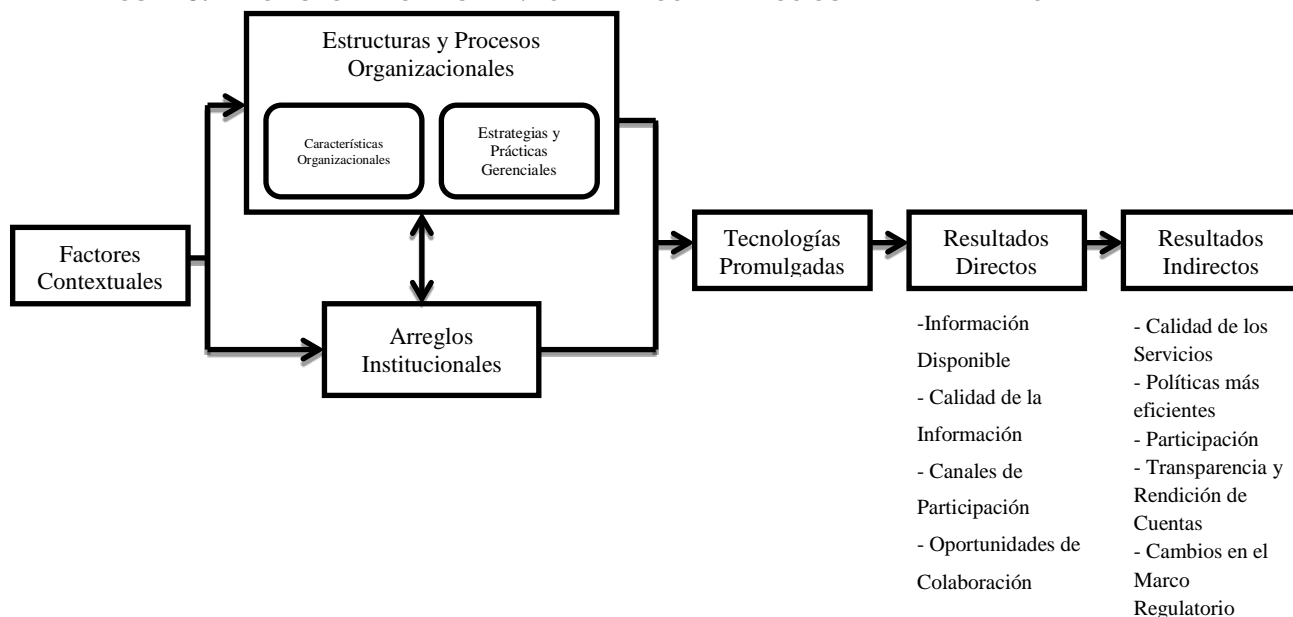 Estructuras y Procesos
Organizacionales
Características
Organizacionales
Estrategias y
Prácticas
Gerenciales
Factores
Contextuales
Arreglos
Institucionales
Tecnologías
Promulgadas
Resultados
Directos
Resultados
Indirectos
-Información
Disponible
- Calidad de la
Información
- Canales de
Participación
- Oportunidades de
Colaboración
- Calidad de los
Servicios
- Políticas más
eficientes
- Participación
- Transparencia y
Rendición de
Cuentas
- Cambios en el
Marco
Regulatorio